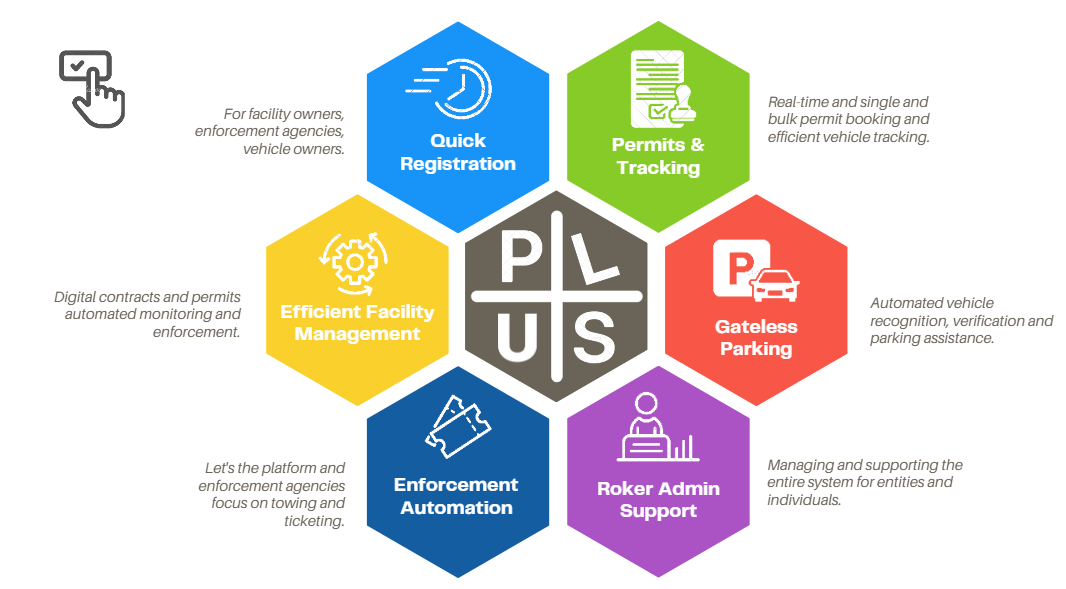 For facility owners,
enforcement agencies,
vehicle owners.
Quick
Registration
Permits &
Tracking
Real-time and single and
bulk permit booking and
efficient vehicle tracking.
Digital contracts and permits
automated monitoring and
enforcement.
Efficient Facility
Management
P L
U S
P
Gateless
Parking
Automated vehicle
recognition, verification and
parking assistance.
Let's the platform and
enforcement agencies
focus on towing and
ticketing.
Enforcement
Automation
Roker Admin
Support
Managing and supporting the
entire system for entities and
individuals.